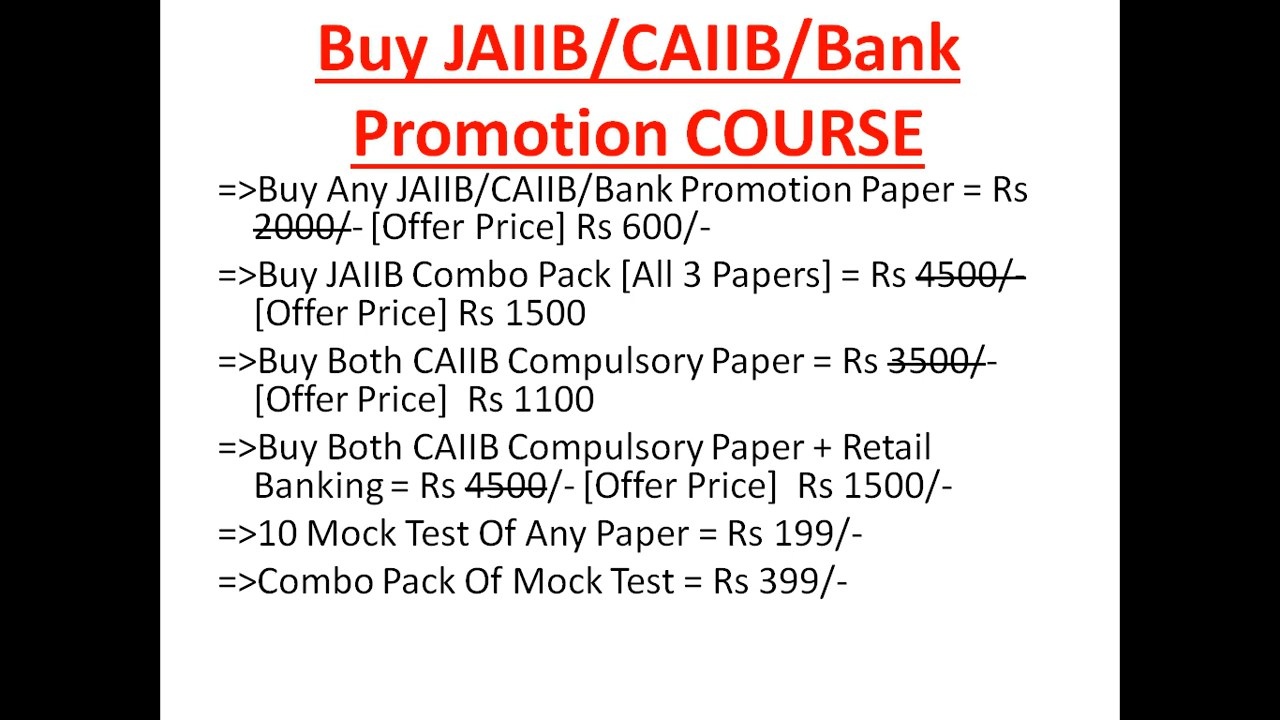 Buy JAIIB/CAIIB/Bank
Promotion COURSE
=>Buy Any JAIIB/CAIIB/Bank Promotion Paper = Rs
2000/- [Offer Price] Rs 600/-
=>Buy JAIIB Combo Pack [All 3 Papers] = Rs 4500/-
[Offer Price] Rs 1500
=>Buy Both CAIIB Compulsory Paper = Rs 3500/-
[Offer Price]  Rs 1100
=>Buy Both CAIIB Compulsory Paper + Retail
Banking = Rs 4500/- [Offer Price]  Rs 1500/-
=>10 Mock Test Of Any Paper = Rs 199/-
=>Combo Pack Of Mock Test = Rs 399/-